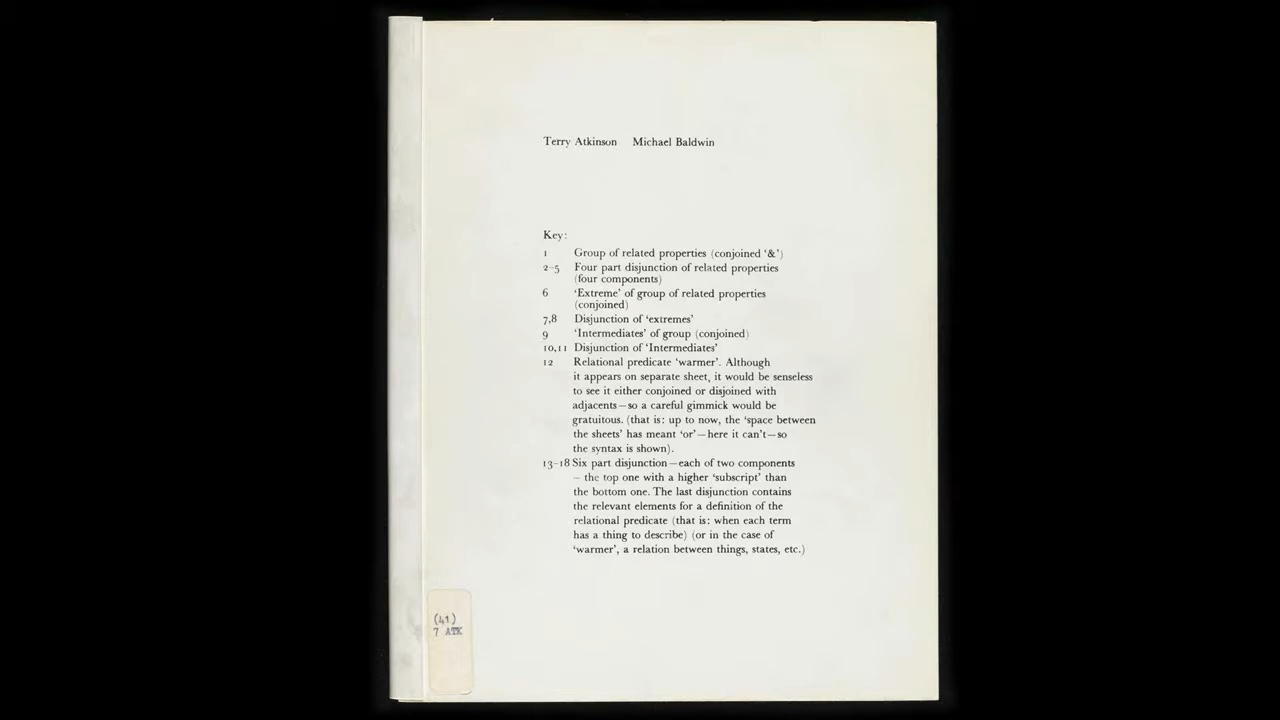 Terry Atkinson Michael Baldwin
Key:
1 Group of related properties (conjoined ‘&’)
2–5 Four part disjunction of related properties
(four components)
6 ‘Extreme’ of group of related properties
(conjoined)
7,8 Disjunction of ‘extremes’
9 ‘Intermediates’ of group (conjoined)
10,11 Disjunction of ‘Intermediates’
12 Relational predicate ‘warmer’. Although
it appears on separate sheet, it would be senseless
to see it either conjoined or disjoined with
adjacents—so a careful gimmick would be
gratuitous. (that is: up to now, the ‘space between
the sheets’ has meant ‘or’—here it can’t—so
the syntax is shown).
13–18 Six part disjunction—each of two components
– the top one with a higher ‘subscript’ than
the bottom one. The last disjunction contains
the relevant elements for a definition of the
relational predicate (that is: when each term
has a thing to describe) (or in the case of
‘warmer’, a relation between things, states, etc.)
(41)
7 ATK